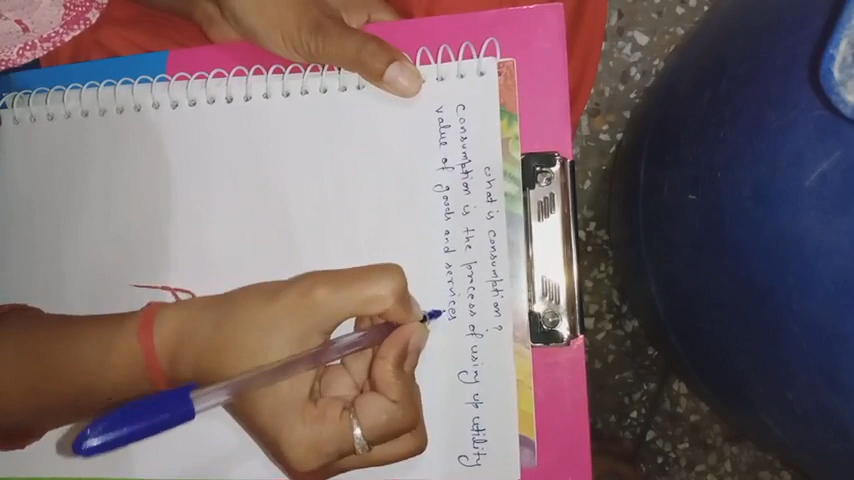 what is consumption?
consumption is the process of using up utility
value of goods and services